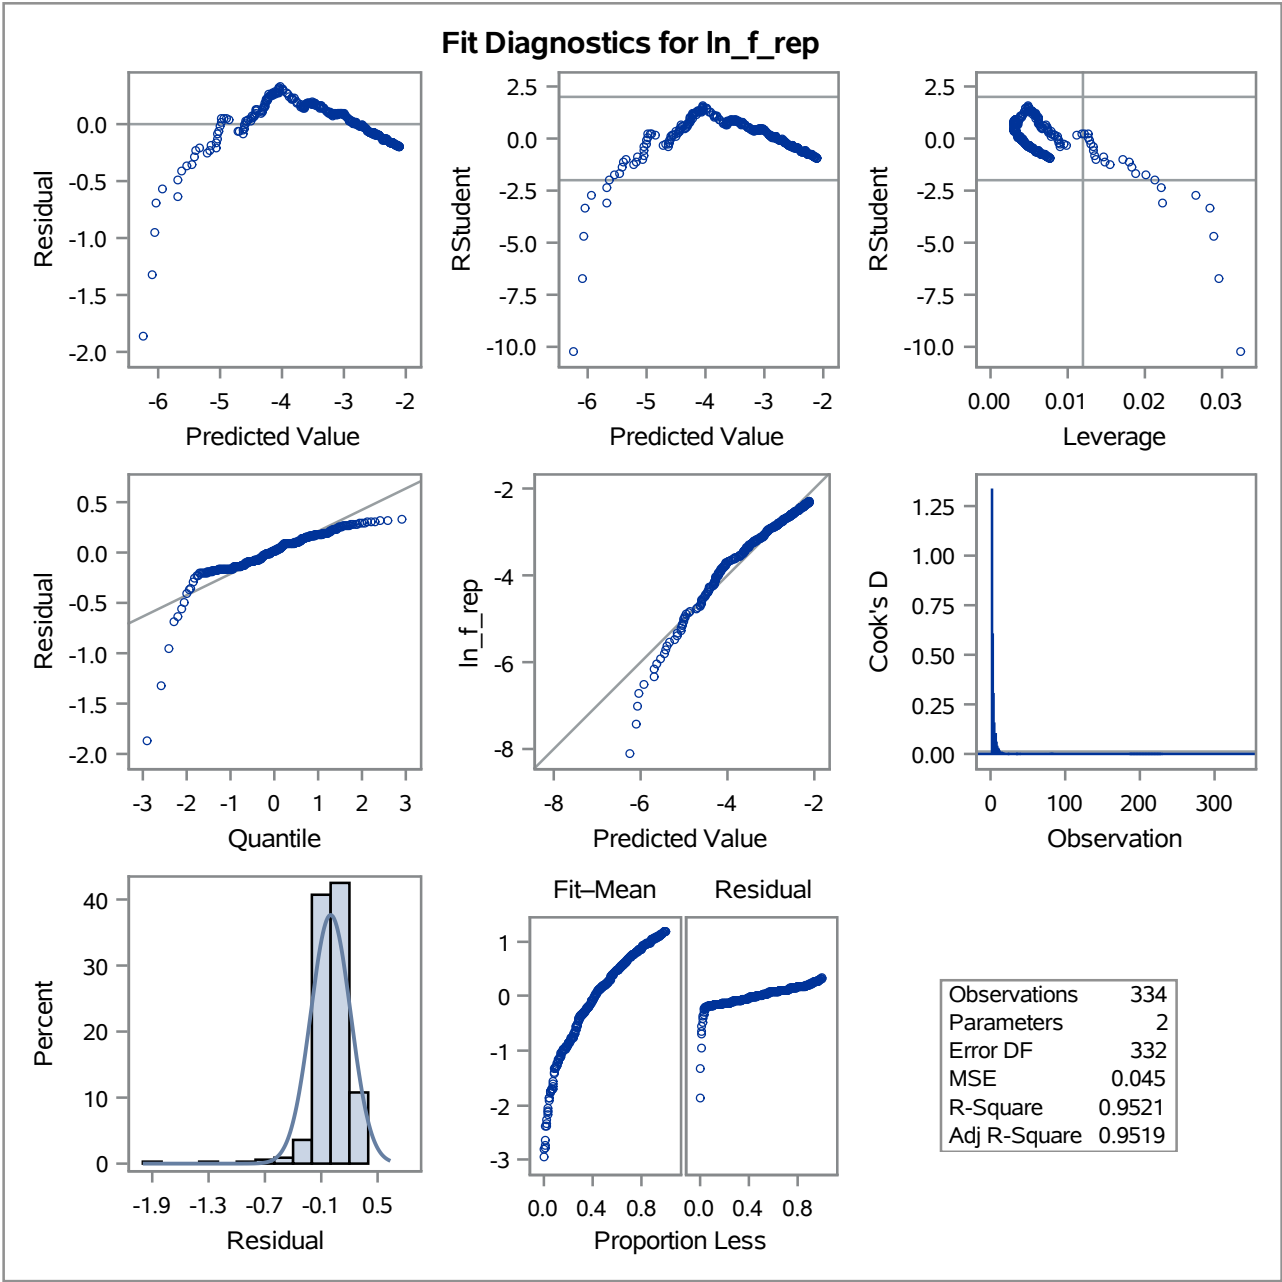 Fit Diagnostics for ln_f_rep
0.0
-0.5
-1.0
-1.5
-2.0
Residual
-6 -5 -4 -3 -2
Predicted Value
2.5
0.0
-2.5
-5.0
-7.5
-10.0
RStudent
-6 -5 -4 -3 -2
Predicted Value
2.5
0.0
-2.5
-5.0
-7.5
-10.0
RStudent
0.00 0.01 0.02 0.03
Leverage
0.5
0.0
-0.5
-1.0
-1.5
-2.0
Residual
-3 -2 -1 0 1 2 3
Quantile
-2
-4
-6
-8
ln_f_rep
-8 -6 -4 -2
Predicted Value
1.25
1.00
0.75
0.50
0.25
0.00
Cook's D
0 100 200 300
Observation
40
30
20
10
0
Percent
-1.9 -1.3 -0.7 -0.1 0.5
Residual
Fit–Mean Residual
1
0
-1
-2
-3
0.0 0.4 0.8 0.0 0.4 0.8
Proportion Less
Observations 334
Parameters 2
Error DF 332
MSE 0.045
R-Square 0.9521
Adj R-Square 0.9519